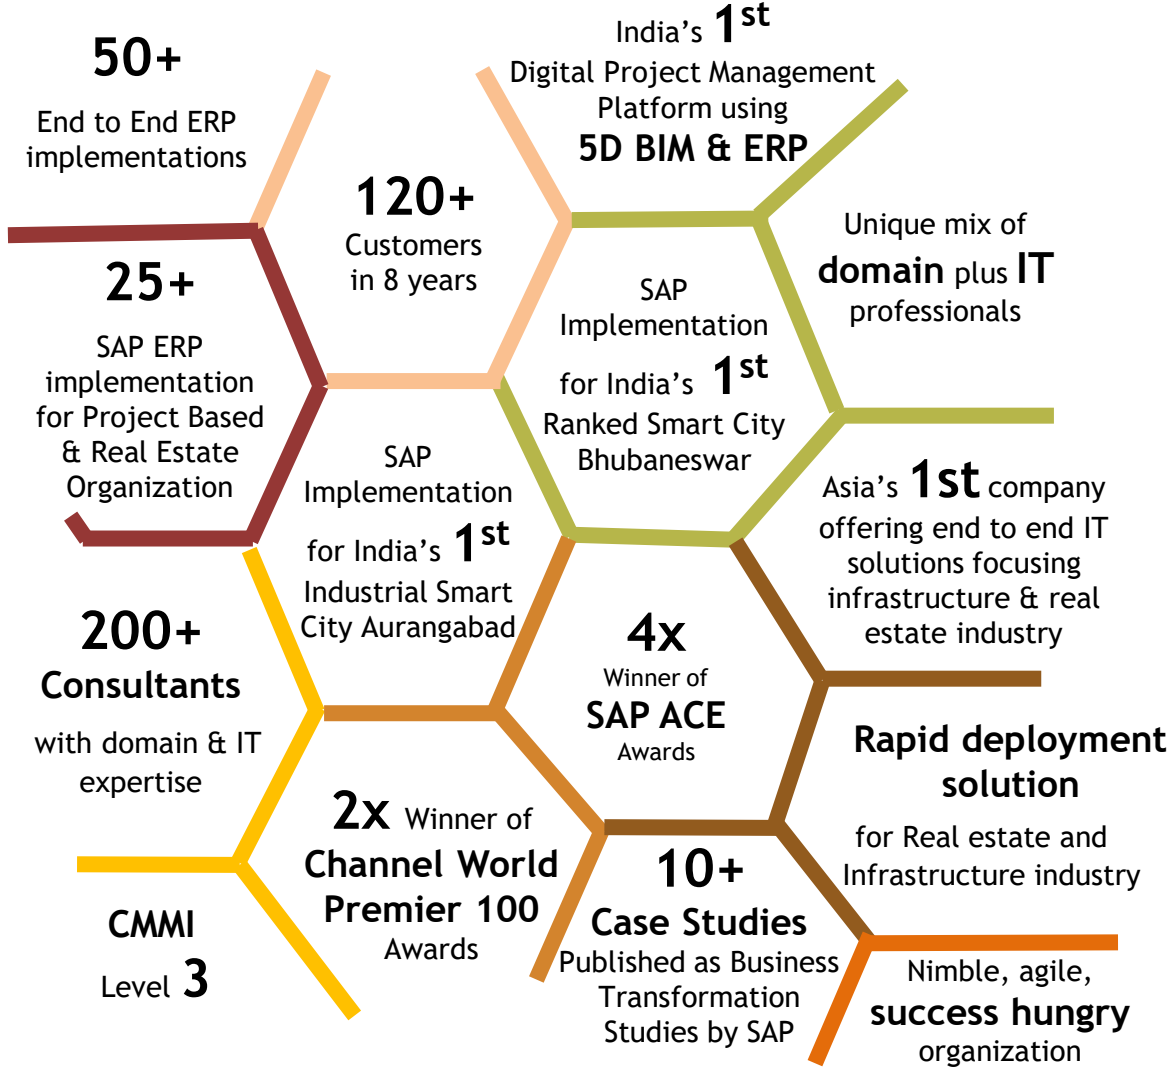 50+
End to End ERP
implementations
120+
Customers
in 8 years
India's 1st
Digital Project Management
Platform using
5D BIM & ERP
25+
SAP ERP
implementation
for Project Based
& Real Estate
Organization
SAP
Implementation
for India's 1st
Ranked Smart City
Bhubaneswar
Unique mix of
domain plus IT
professionals
SAP
Implementation
for India's 1st
Industrial Smart
City Aurangabad
Asia's 1st company
offering end to end IT
solutions focusing
infrastructure & real
estate industry
200+
Consultants
with domain & IT
expertise
4x
Winner of
SAP ACE
Awards
Rapid deployment
solution
for Real estate and
Infrastructure industry
2x Winner of
Channel World
Premier 100
Awards
CMMI
Level 3
10+
Case Studies
Published as Business
Transformation
Studies by SAP
Nimble, agile,
success hungry
organization